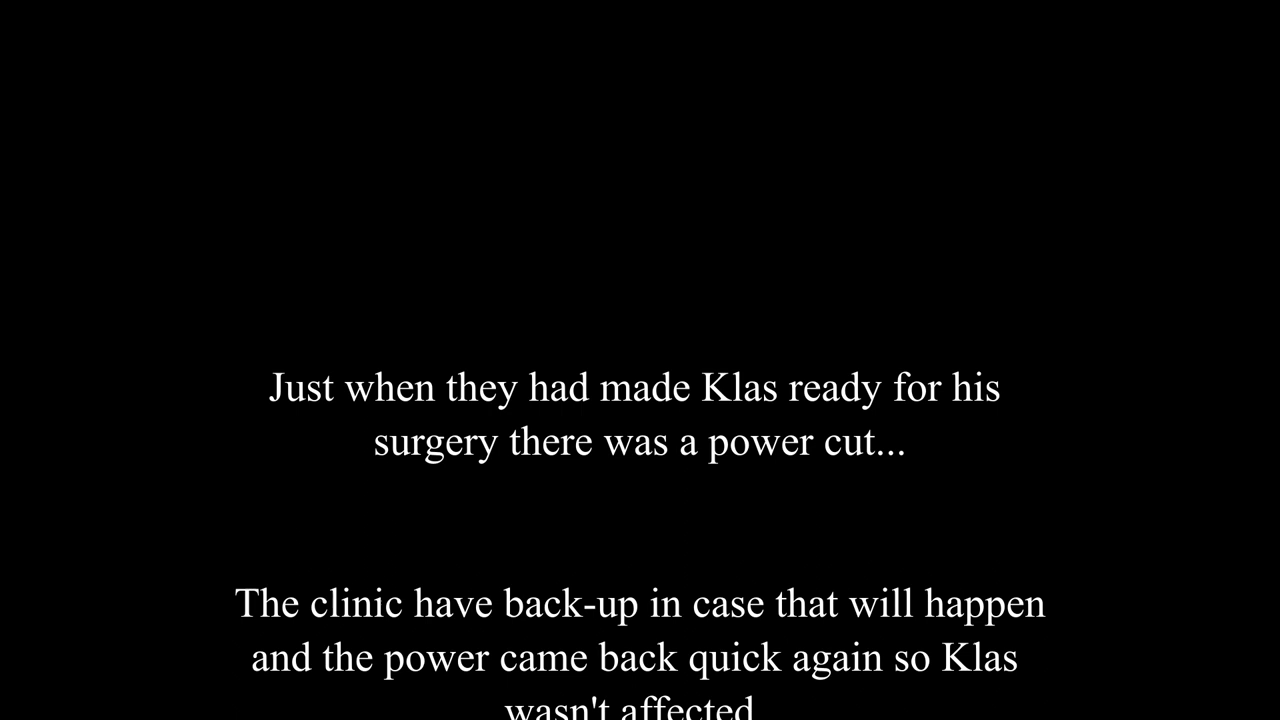 Just when they had made Klas ready for his
surgery there was a power cut...
The clinic have back-up in case that will happen
and the power came back quick again so Klas
wasn't affected